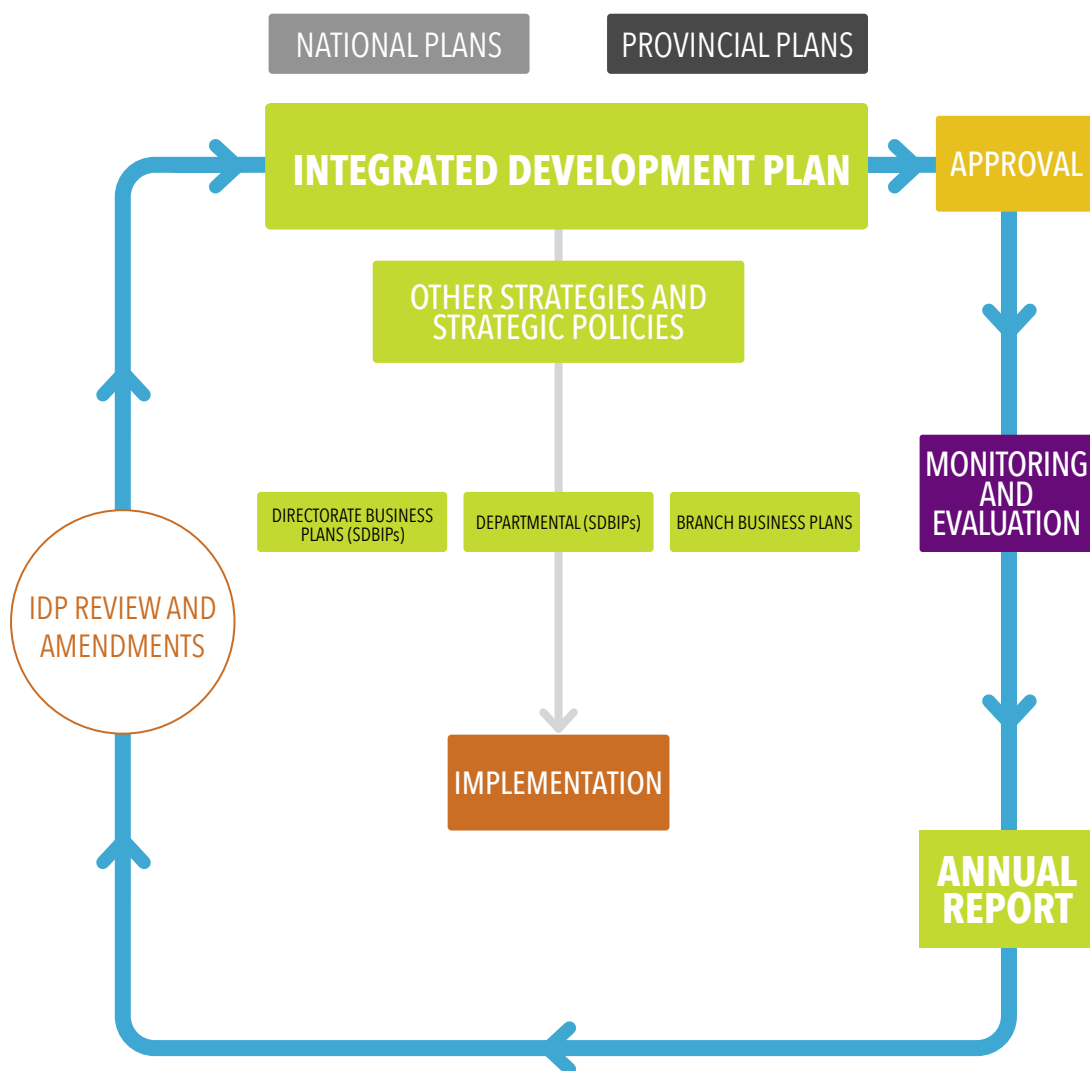 NATIONAL PLANS
PROVINCIAL PLANS
INTEGRATED DEVELOPMENT PLAN
APPROVAL
OTHER STRATEGIES AND
STRATEGIC POLICIES
MONITORING
AND
EVALUATION
DIRECTORATE BUSINESS
PLANS (SDBIPs)
DEPARTMENTAL (SDBIPs)
BRANCH BUSINESS PLANS
IDP REVIEW AND
AMENDMENTS
IMPLEMENTATION
ANNUAL
REPORT